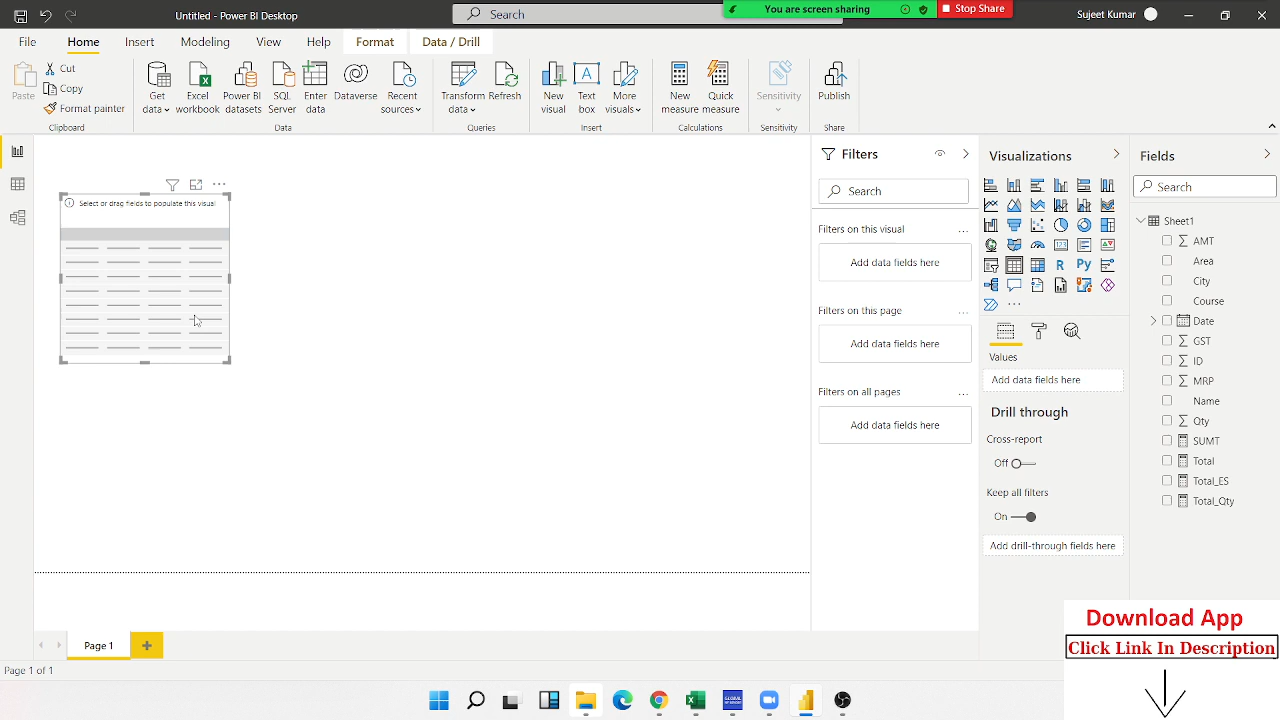 Untitled - Power BI Desktop
Search
You are screen sharing
Stop Share
Sujeet Kumar
File
Home
Insert
Modeling
View
Help
Format
Data / Drill
Paste
Cut
Copy
Format painter
Clipboard
Get data
Excel workbook
Power BI datasets
SQL Server
Enter data
Dataverse
Recent sources
Data
Transform data
Refresh
Queries
New visual
Text box
More visuals
Insert
New measure
Quick measure
Calculations
Sensitivity
Sensitivity
Publish
Share
Select or drag fields to populate this visual
Filters
Search
Filters on this visual
Add data fields here
Filters on this page
Add data fields here
Filters on all pages
Add data fields here
Visualizations
R
Py
123
Values
Add data fields here
Drill through
Cross-report
Off
Keep all filters
On
Add drill-through fields here
Fields
Search
Sheet1
AMT
Area
City
Course
Date
GST
ID
MRP
Name
Qty
SUMT
Total
Total_ES
Total_Qty
Page 1
Page 1 of 1
Download App
Click Link In Description